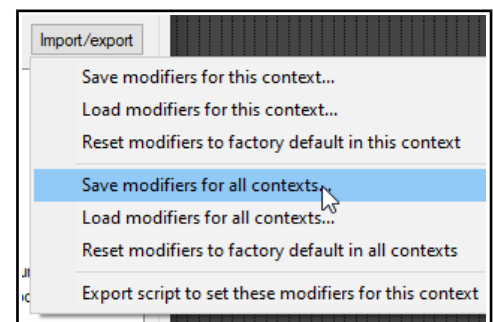 Import/export
Save modifiers for this context...
Load modifiers for this context...
Reset modifiers to factory default in this context
Save modifiers for all contexts...
Load modifiers for all contexts...
Reset modifiers to factory default in all contexts
Export script to set these modifiers for this context